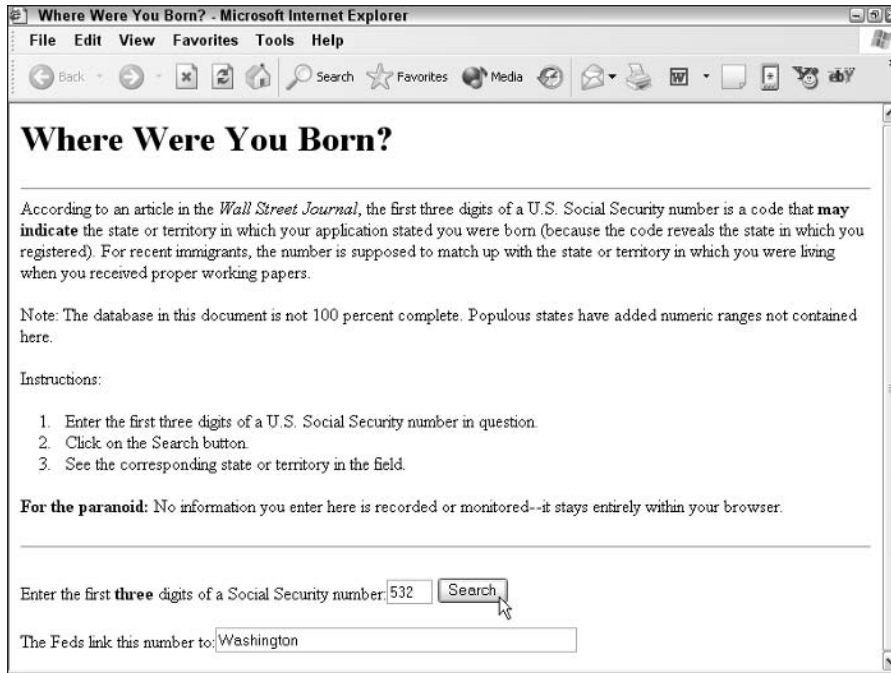 Where Were You Born? - Microsoft Internet Explorer
File Edit View Favorites Tools Help
Back Search Favorites Media W abY
Where Were You Born?
According to an article in the Wall Street Journal, the first three digits of a U.S. Social Security number is a code that may
indicate the state or territory in which your application stated you were born (because the code reveals the state in which you
registered). For recent immigrants, the number is supposed to match up with the state or territory in which you were living
when you received proper working papers.
Note: The database in this document is not 100 percent complete. Populous states have added numeric ranges not contained
here.
Instructions:
1. Enter the first three digits of a U.S. Social Security number in question.
2. Click on the Search button.
3. See the corresponding state or territory in the field.
For the paranoid: No information you enter here is recorded or monitored--it stays entirely within your browser.
Enter the first three digits of a Social Security number: 532 Search
The Feds link this number to: Washington